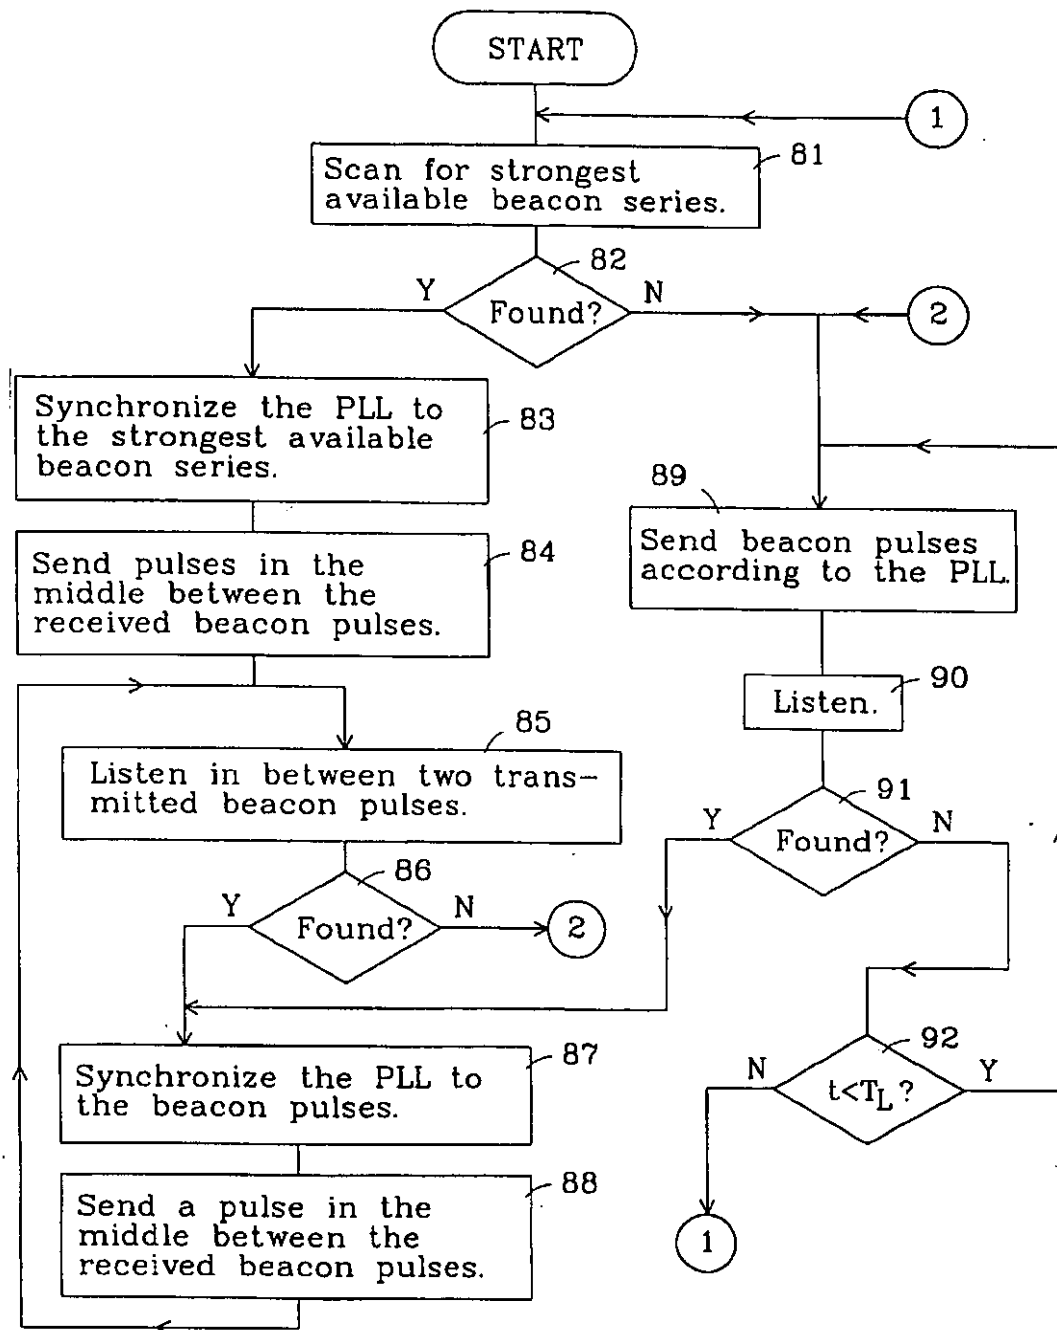 START
1
81
Scan for strongest
available beacon series.
82
Y
Found?
N
2
Synchronize the PLL to
the strongest available
beacon series.
83
89
Send beacon pulses
according to the PLL.
84
Send pulses in the
middle between the
received beacon pulses.
90
Listen.
85
Listen in between two trans-
mitted beacon pulses.
91
Y
Found?
N
86
Y
Found?
N
2
87
Synchronize the PLL to
the beacon pulses.
92
N
t<TL?
Y
88
Send a pulse in the
middle between the
received beacon pulses.
1